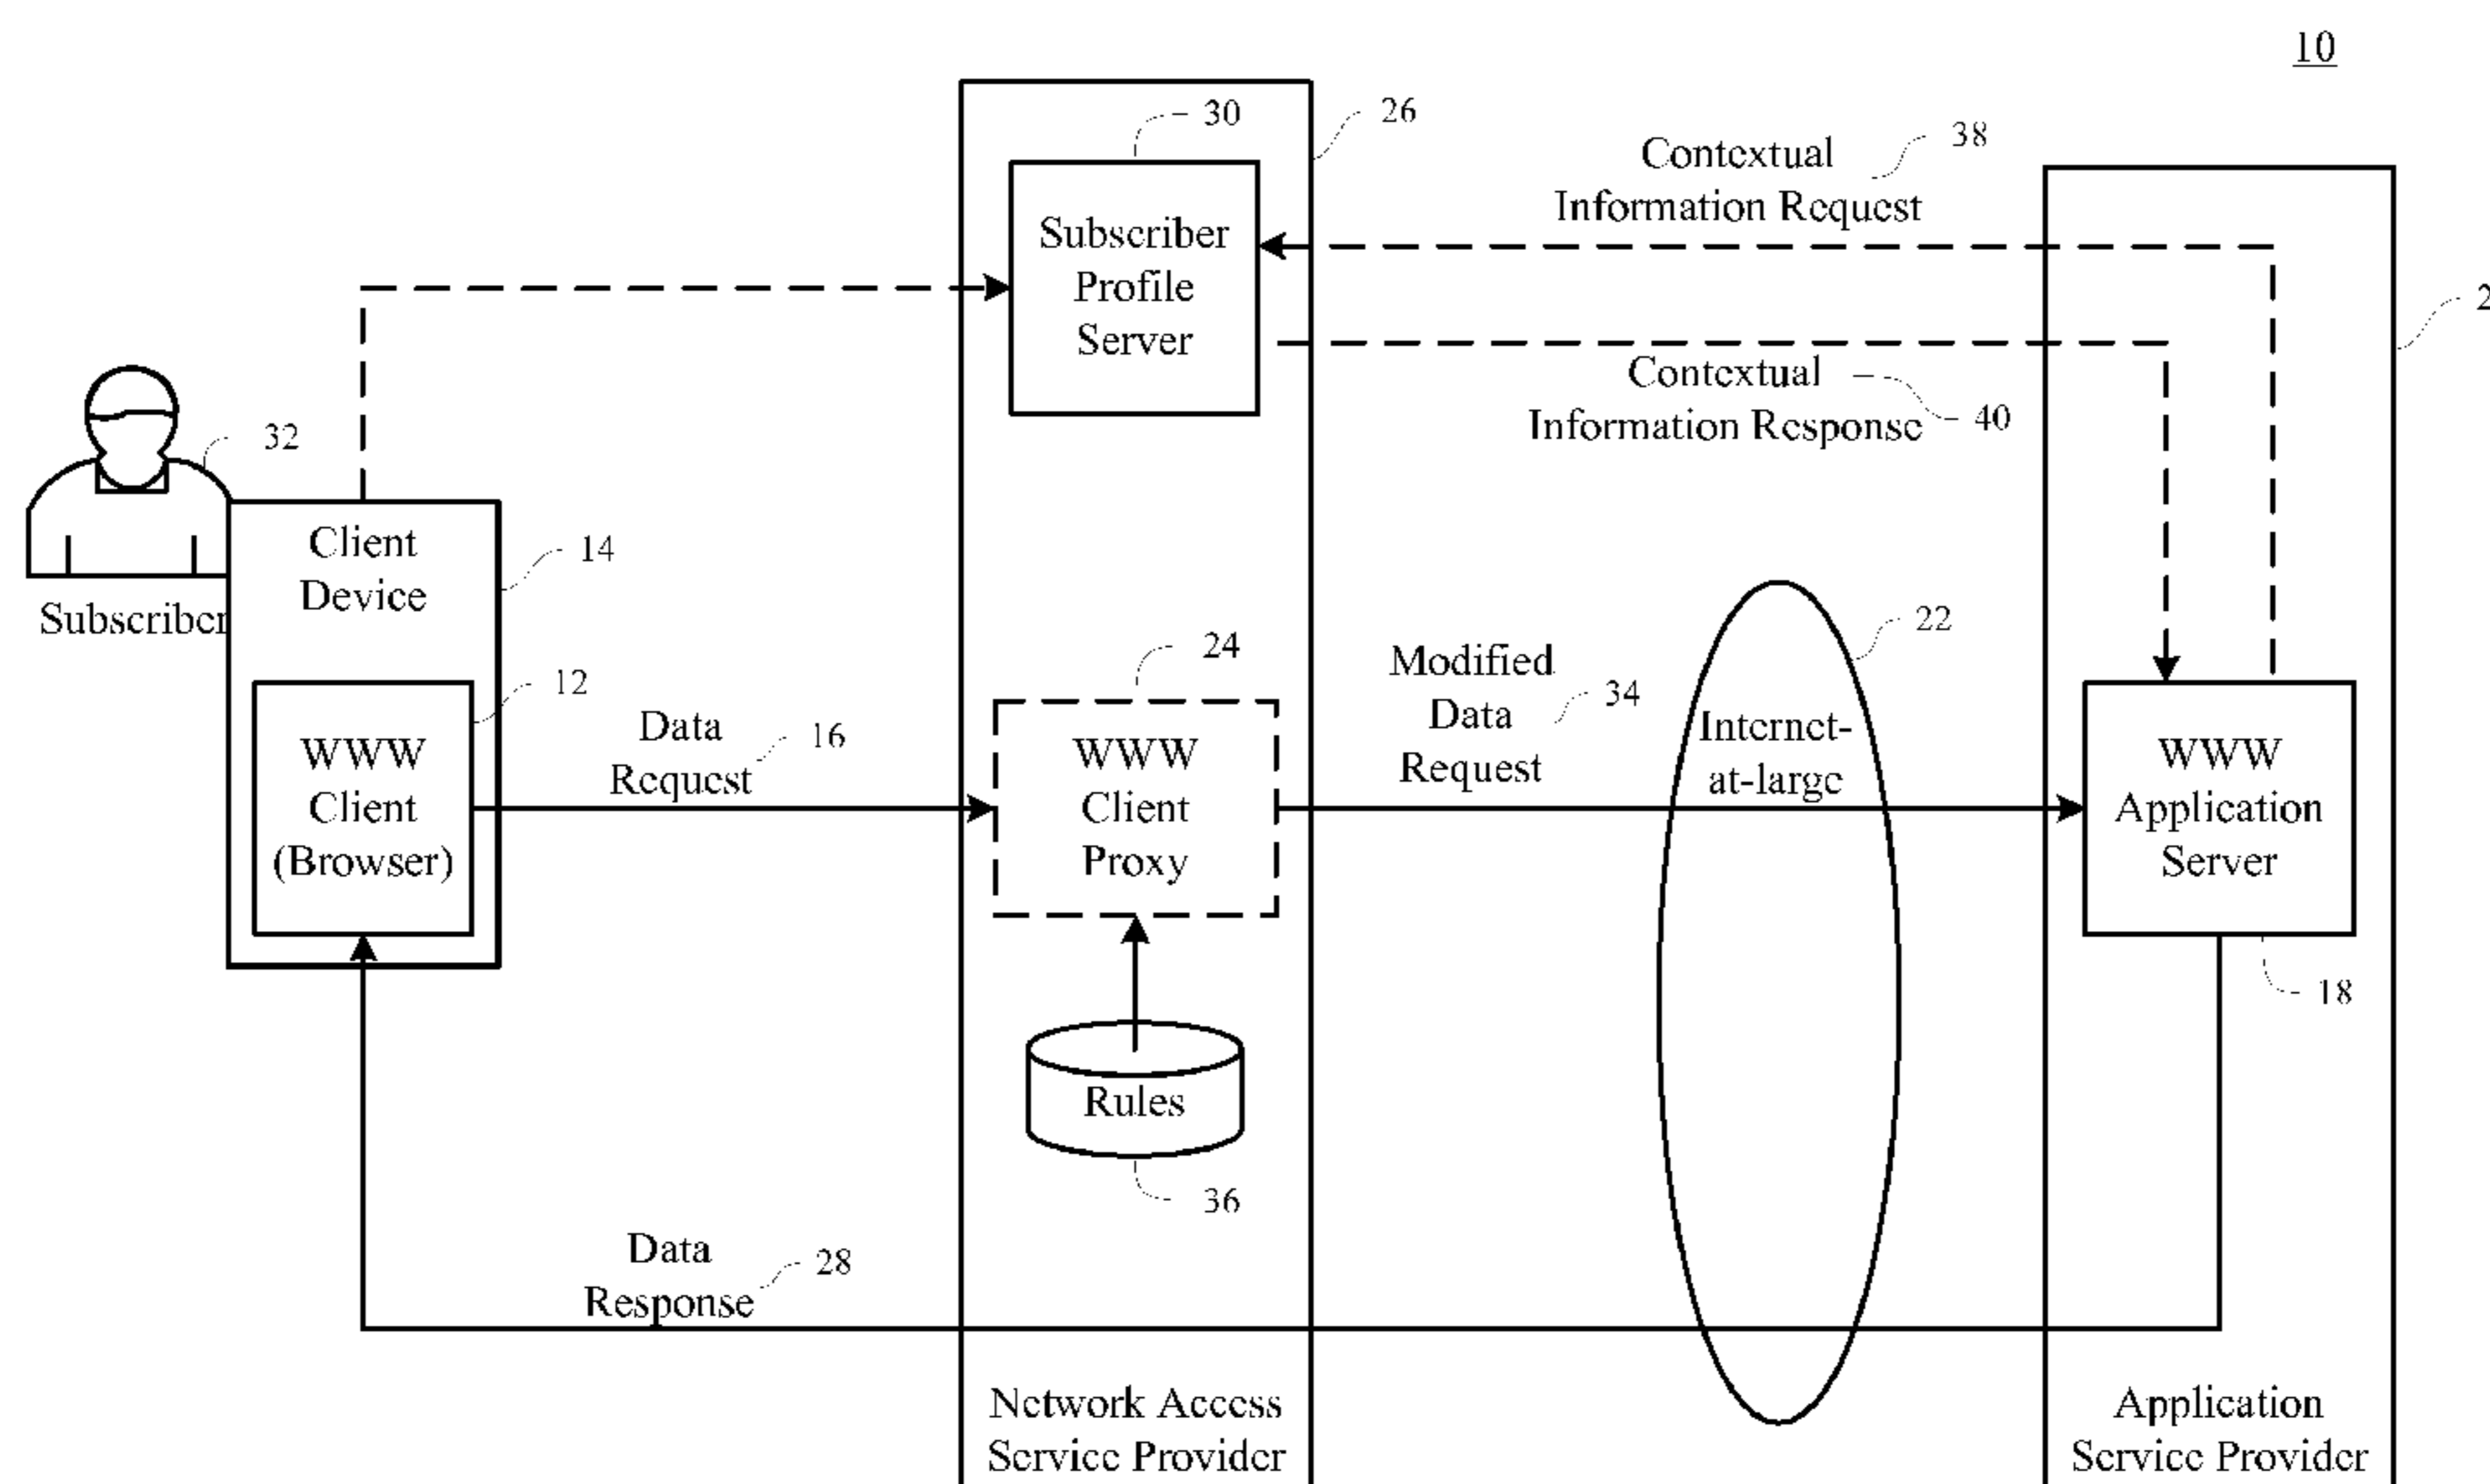 10
30
26
38
Contextual
Information Request
Subscriber
Profile
Server
2
Contextual
Information Response
40
32
Client
Device
14
Subscriber
24
22
Modified
Data
Request
34
12
WWW
Client
(Browser)
Data
Request
16
WWW
Client
Proxy
Internet-
at-large
WWW
Application
Server
18
Rules
36
Data
Response
28
Network Access
Service Provider
Application
Service Provider